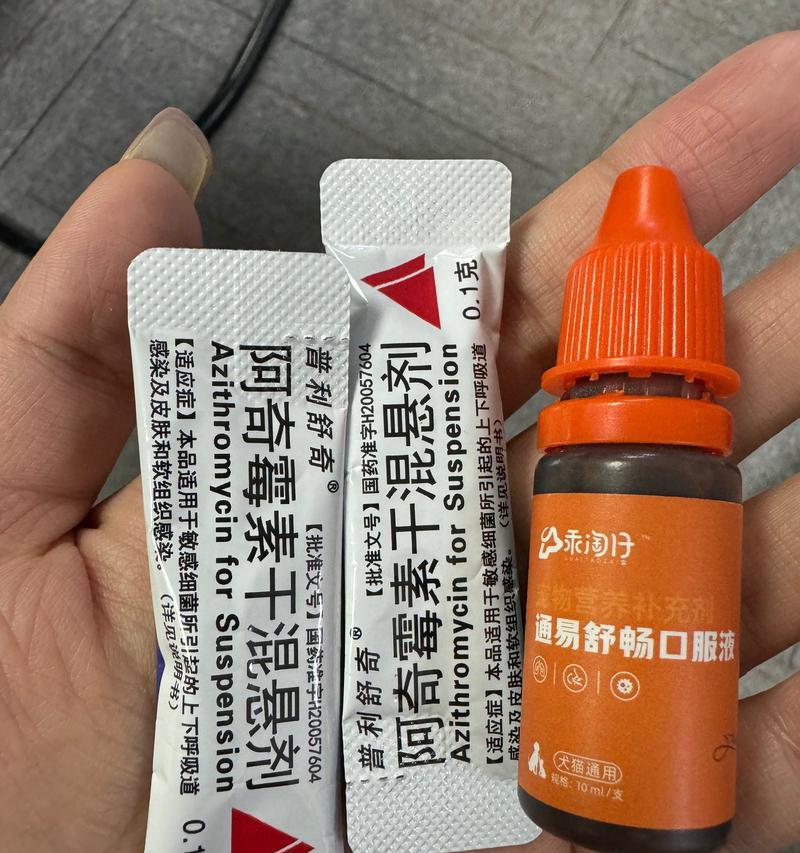 普利舒奇®
【批准文号】国药准字H20057604
阿奇霉素干混悬剂
Azithromycin for Suspension
【适应症】本品适用于敏感细菌所引起的上下呼吸道
感染及皮肤和软组织感染。（详见说明书）
普利舒奇®
【批准文号】国药准字H20057604
阿奇霉素干混悬剂
Azithromycin for Suspension
0.1克
【适应症】本品适用于敏感细菌所引起的上下呼吸道
感染及皮肤和软组织感染。（详见说明书）
乖淘仔™
宠物营养补充剂
通易舒畅口服液
犬猫通用
规格: 10ml/支